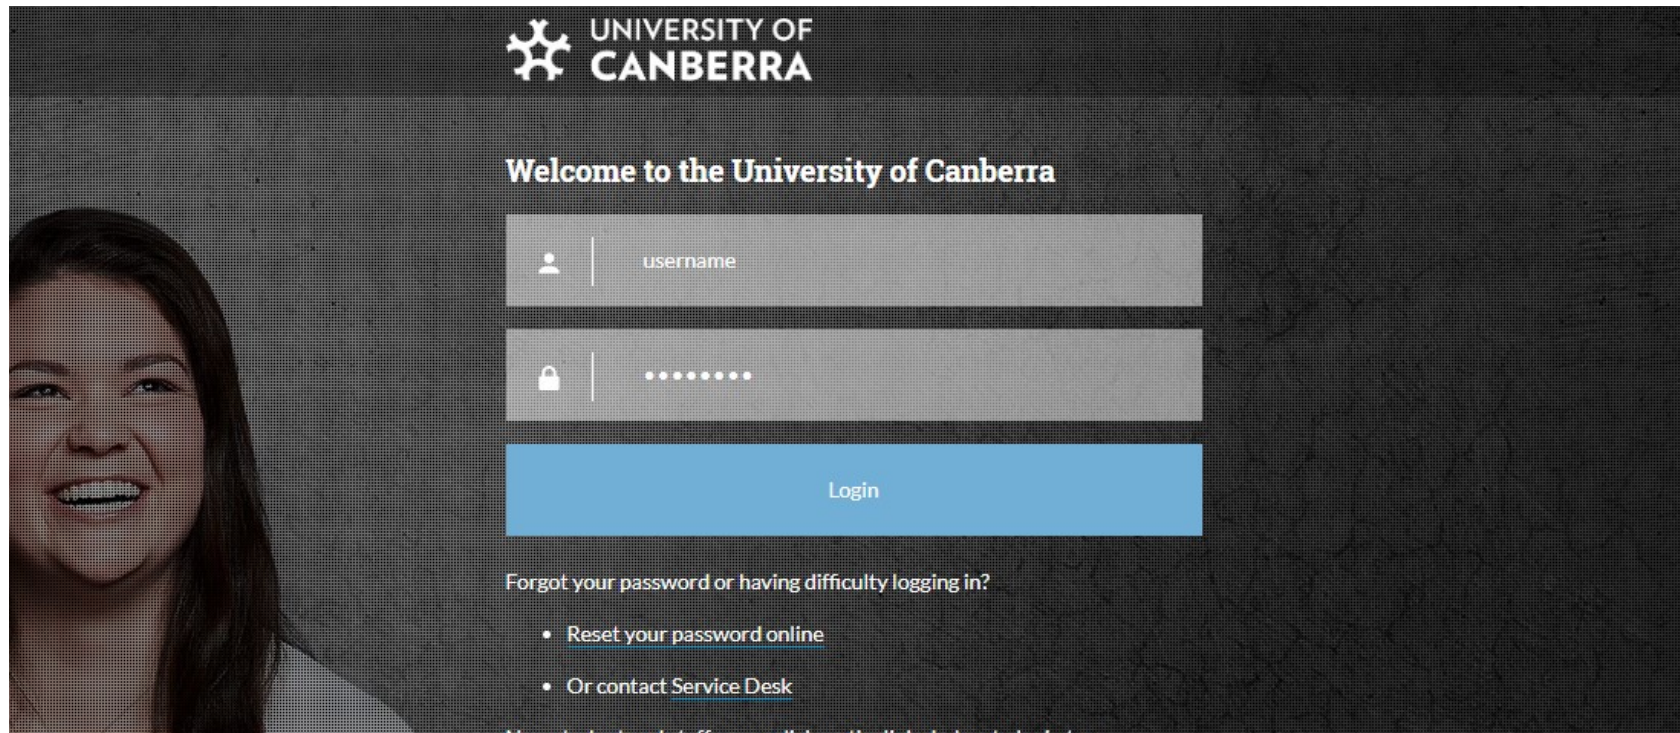 UNIVERSITY OF
CANBERRA
Welcome to the University of Canberra
username
••••••••
Login
Forgot your password or having difficulty logging in?
• Reset your password online
• Or contact Service Desk